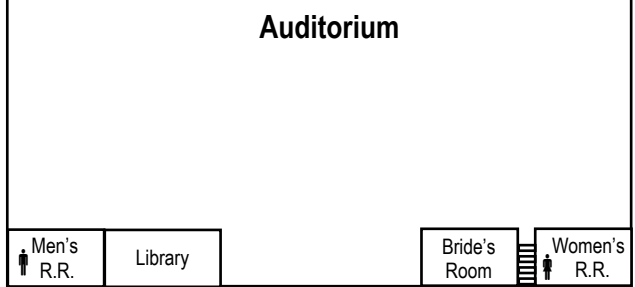 Auditorium
Men's
R.R.
Library
Bride's
Room
Women's
R.R.